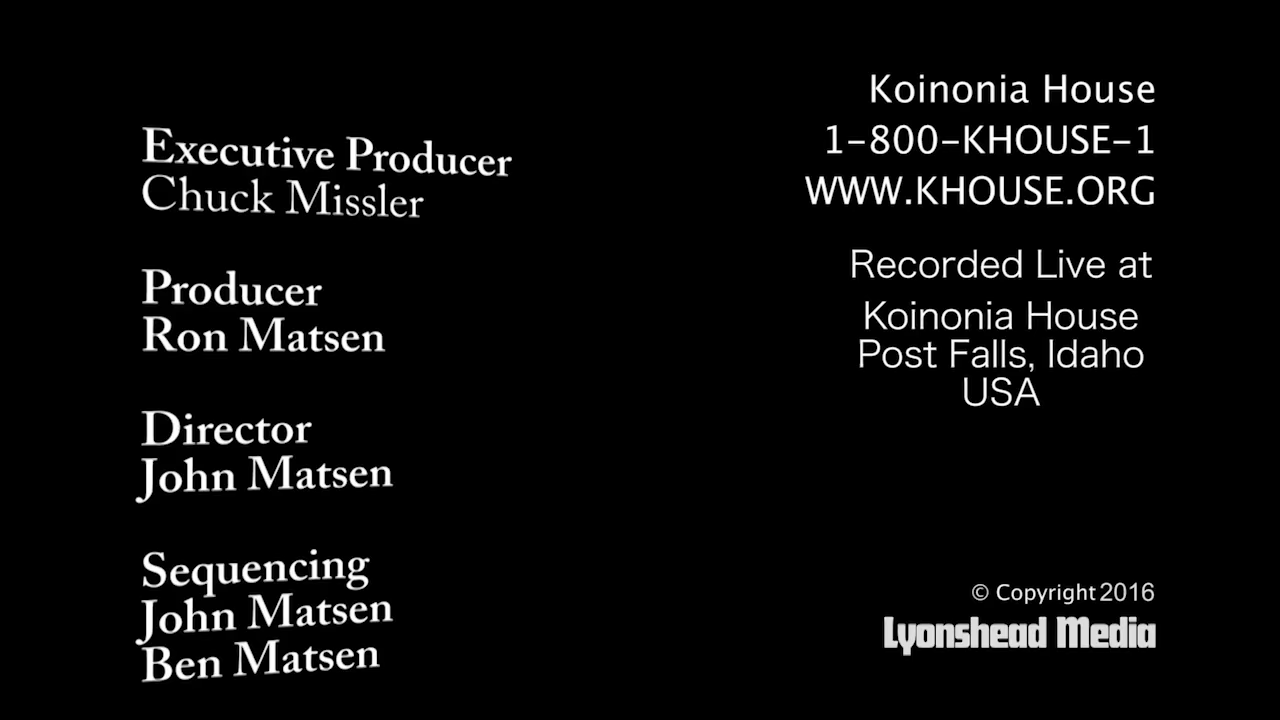 Executive Producer
Chuck Missler
Producer
Ron Matsen
Director
John Matsen
Sequencing
John Matsen
Ben Matsen
Koinonia House
1-800-KHOUSE-1
WWW.KHOUSE.ORG
Recorded Live at
Koinonia House
Post Falls, Idaho
USA
© Copyright 2016
Lyonshead Media